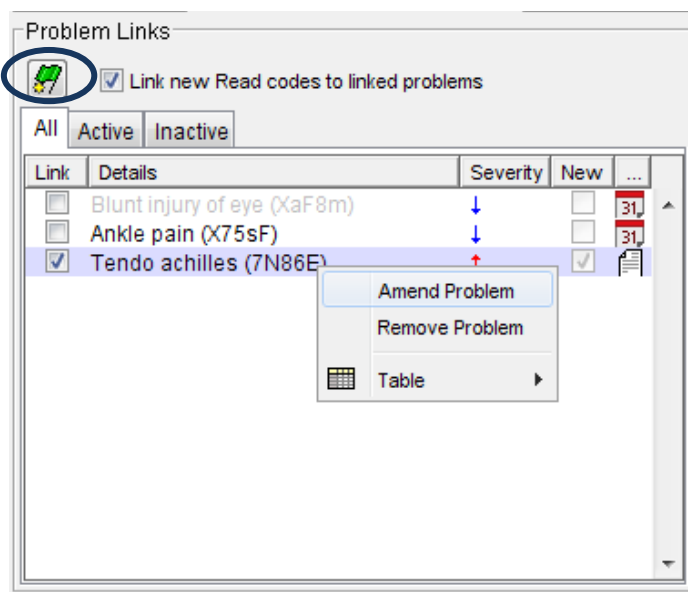 Problem Links
Link new Read codes to linked problems
All Active Inactive
Link Details Severity New ...
Blunt injury of eye (XaF8m) 31
Ankle pain (X75sF) 31
Tendo achilles (7N86E)
Amend Problem
Remove Problem
Table